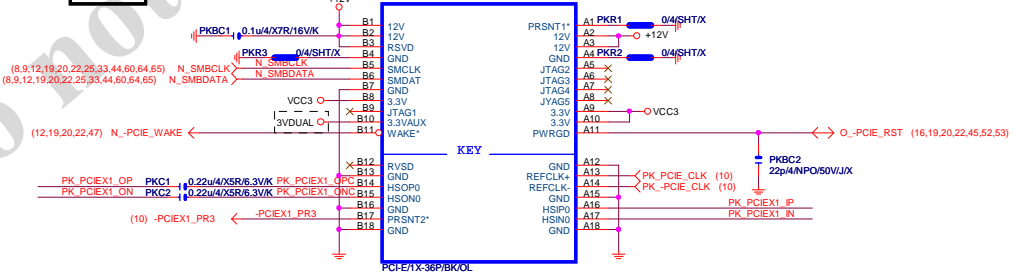 +12V
PKBC1 0.1u/4/X7R/16V/K
PKR3 0/4/SHT/X
(8,9,12,19,20,22,25,33,44,60,64,65) N_SMBCLK N_SMBCLK
(8,9,12,19,20,22,25,33,44,60,64,65) N_SMBDATA N_SMBDATA
VCC3
3VDUAL
(12,19,20,22,47) N_-PCIE_WAKE
PK_PCIEX1_OP PKC1 0.22u/4/X5R/6.3V/K PK_PCIEX1_OPC
PK_PCIEX1_ON PKC2 0.22u/4/X5R/6.3V/K PK_PCIEX1_ONC
(10) -PCIEX1_PR3 -PCIEX1_PR3
B1 12V
B2 12V
B3 RSVD
B4 GND
B5 SMCLK
B6 SMDAT
B7 GND
B8 3.3V
B9 JTAG1
B10 3.3VAUX
B11 WAKE*
KEY
B12 RVSD
B13 GND
B14 HSOP0
B15 HSON0
B16 GND
B17 PRSNT2*
B18 GND
PRSNT1* A1
12V A2
12V A3
GND A4
JTAG2 A5
JTAG3 A6
JTAG4 A7
JYAG5 A8
3.3V A9
3.3V A10
PWRGD A11
GND A12
REFCLK+ A13
REFCLK- A14
GND A15
HSIP0 A16
HSIN0 A17
GND A18
PKR1 0/4/SHT/X
+12V
PKR2 0/4/SHT/X
VCC3
O_-PCIE_RST (16,19,20,22,45,52,53)
PKBC2
22p/4/NPO/50V/J/X
PK_PCIE_CLK (10)
PK_-PCIE_CLK (10)
PK_PCIEX1_IP
PK_PCIEX1_IN
PCI-E/1X-36P/BK/OL
o not